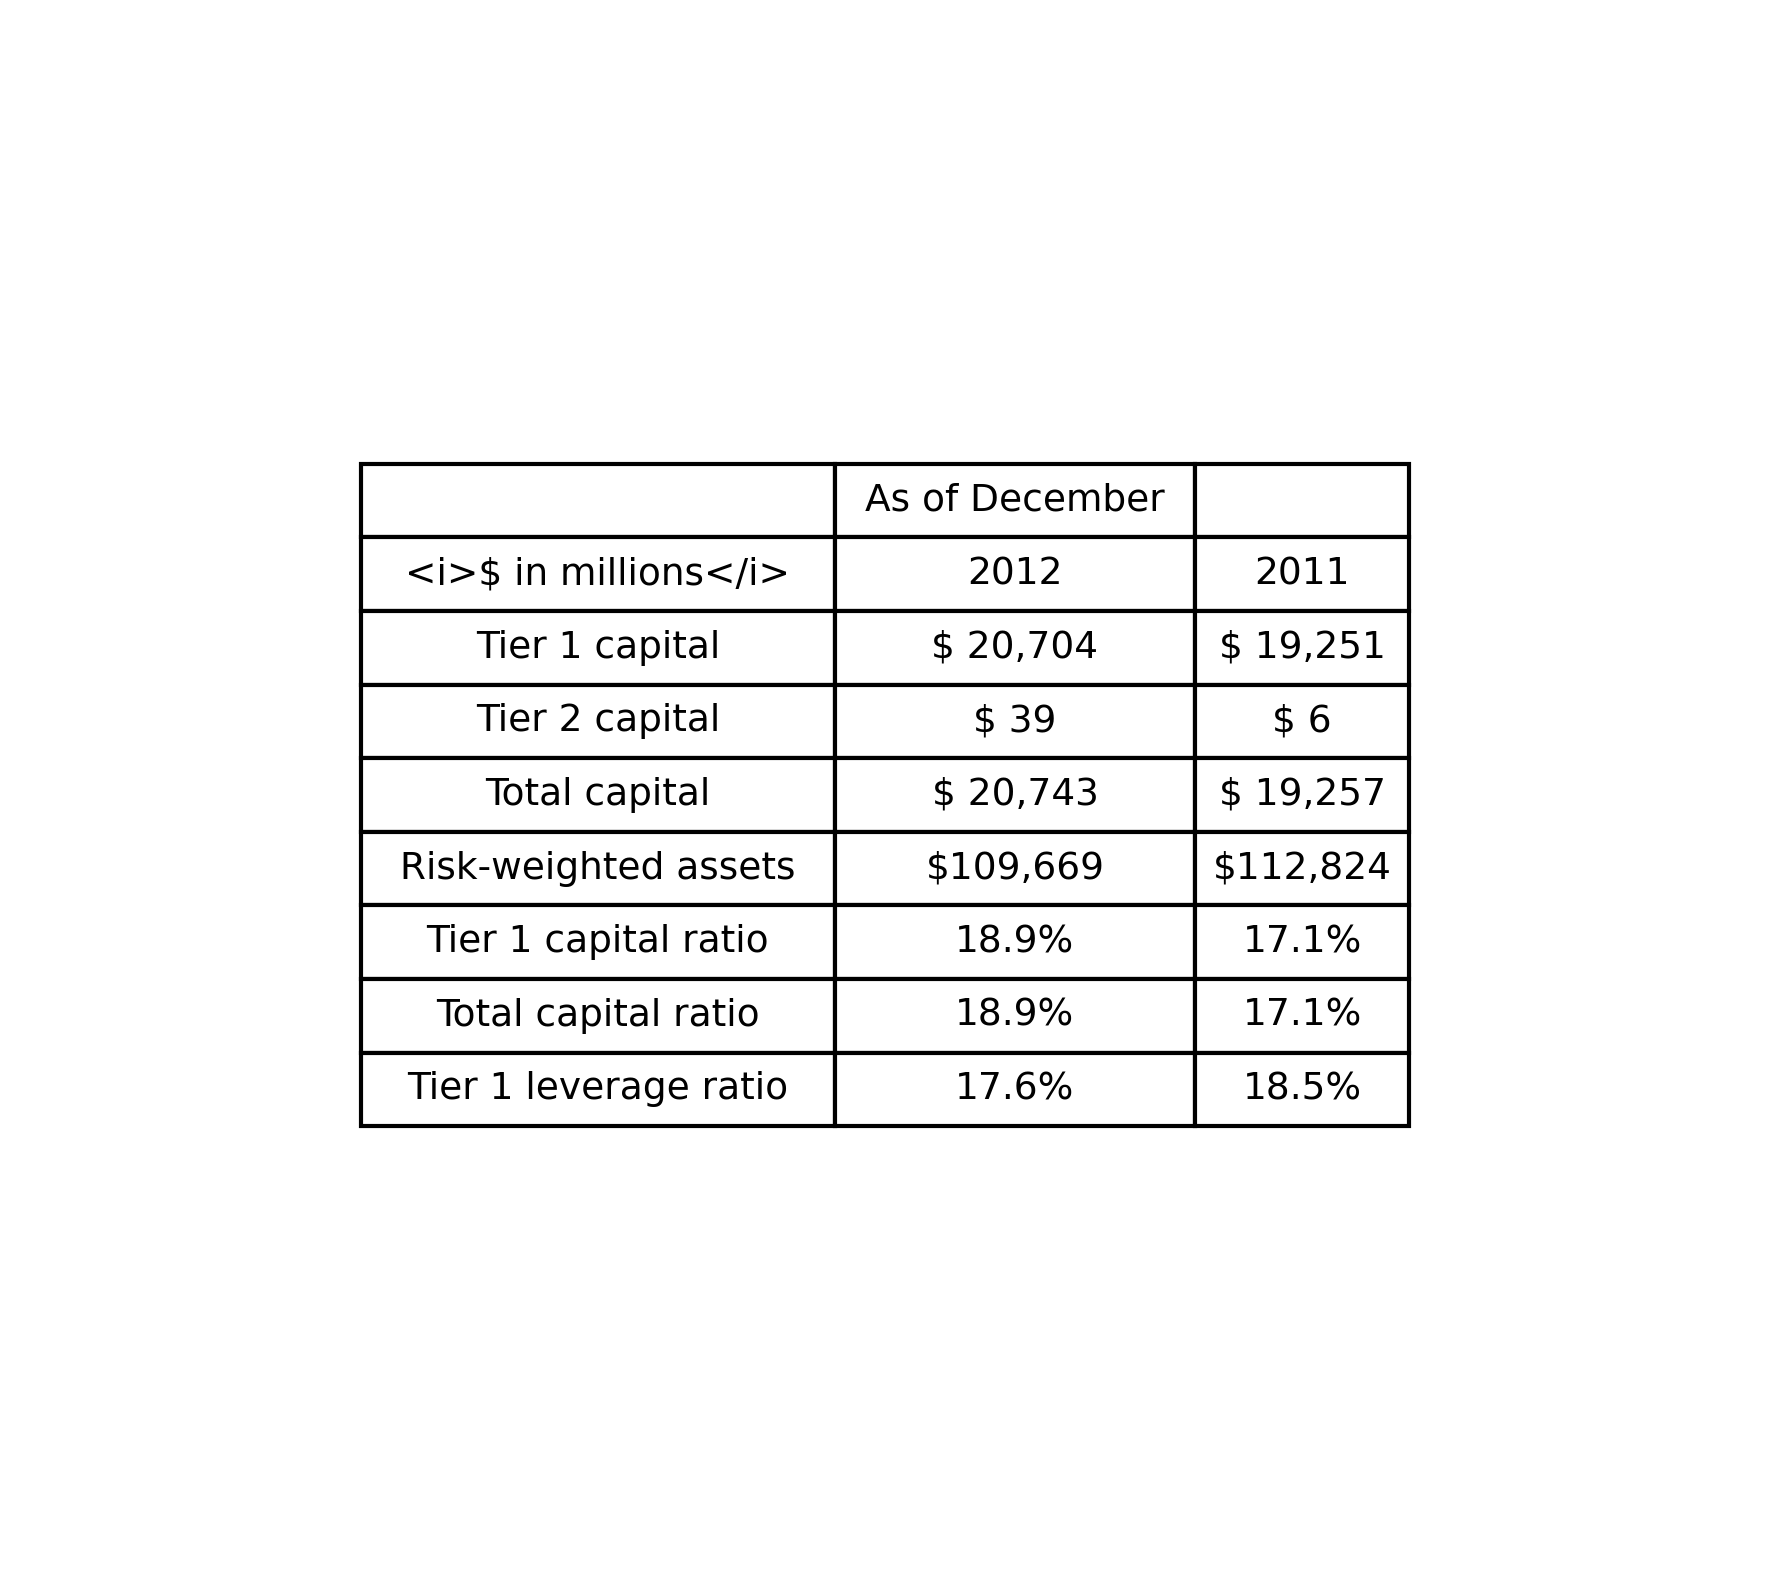 As of December
<i>$ in millions</i> 2012 2011
Tier 1 capital $ 20,704 $ 19,251
Tier 2 capital $ 39 $ 6
Total capital $ 20,743 $ 19,257
Risk-weighted assets $109,669 $112,824
Tier 1 capital ratio 18.9% 17.1%
Total capital ratio 18.9% 17.1%
Tier 1 leverage ratio 17.6% 18.5%